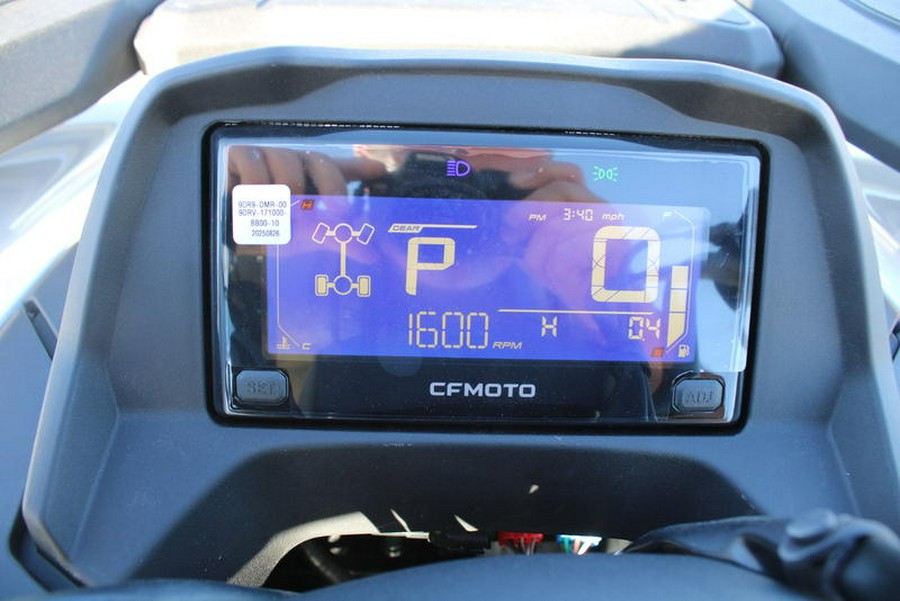 9DR9-DMR-00
9DRV-171000-
8800-10
20250826
H
GEAR
P
PM 3:40 mph
F
0
1600 RPM
H 0.4
C
SET
CFMOTO
ADJ